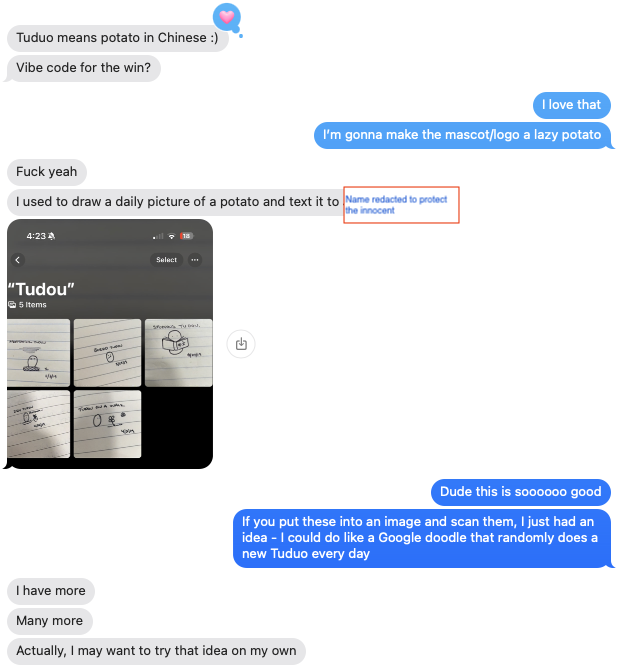 Tuduo means potato in Chinese :)
Vibe code for the win?
I love that
I'm gonna make the mascot/logo a lazy potato
Fuck yeah
I used to draw a daily picture of a potato and text it to
Name redacted to protect
the innocent
4:23
18
Select
"Tudou"
5 Items
TUDOU
Dude this is soooooo good
If you put these into an image and scan them, I just had an
idea - I could do like a Google doodle that randomly does a
new Tuduo every day
I have more
Many more
Actually, I may want to try that idea on my own